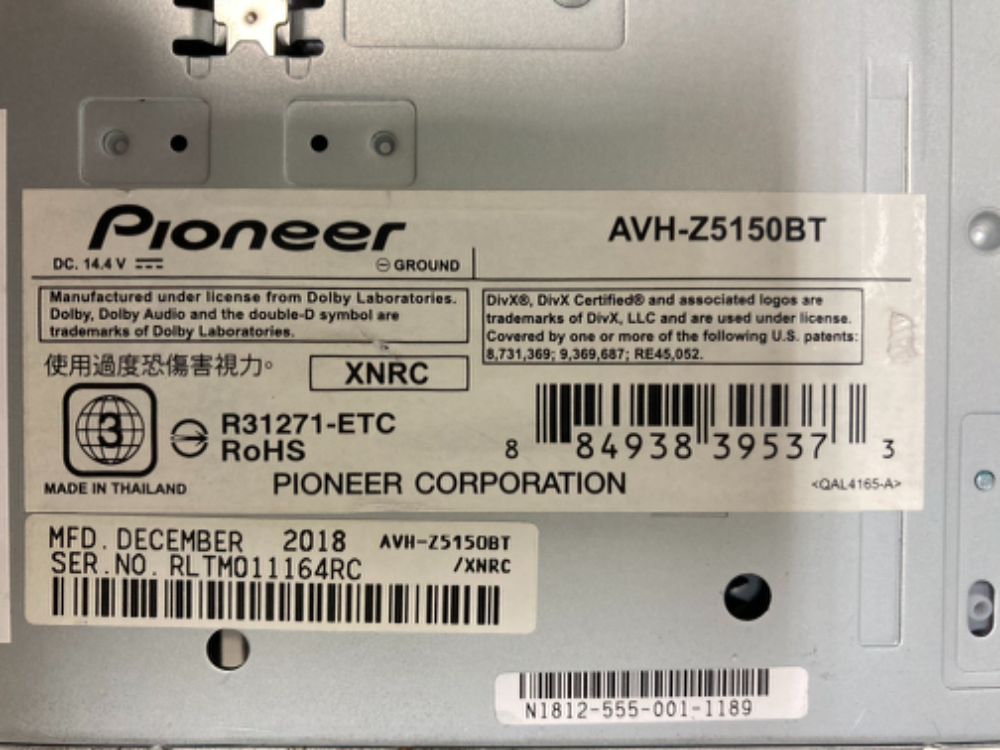 Pioneer
AVH-Z5150BT
DC. 14.4 V
⊖ GROUND
Manufactured under license from Dolby Laboratories.
Dolby, Dolby Audio and the double-D symbol are
trademarks of Dolby Laboratories.
DivX®, DivX Certified® and associated logos are
trademarks of DivX, LLC and are used under license.
Covered by one or more of the following U.S. patents:
8,731,369; 9,369,687; RE45,052.
使用過度恐傷害視力。
XNRC
3
R31271-ETC
RoHS
8 84938 39537 3
MADE IN THAILAND
PIONEER CORPORATION
<QAL4165-A>
MFD. DECEMBER 2018 AVH-Z5150BT
SER.NO. RLTM011164RC /XNRC
N1812-555-001-1189